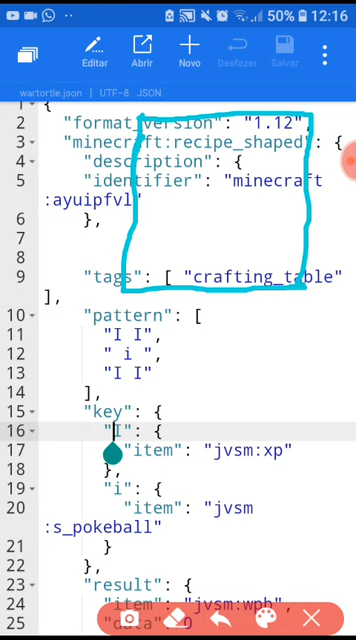 50% 12:16
Editar Abrir Novo Desfazer Salvar
wartortle.json | UTF-8 JSON
1 {
2 "format_version": "1.12",
3 "minecraft:recipe_shaped": {
4 "description": {
5 "identifier": "minecraft
:ayuipfvl"
6 },
7
8
9 "tags": [ "crafting_table"
],
10 "pattern": [
11 "I I",
12 " i ",
13 "I I"
14 ],
15 "key": {
16 "I": {
17 "item": "jvsm:xp"
18 },
19 "i": {
20 "item": "jvsm
:s_pokeball"
21 }
22 },
23 "result": {
24 "item": "jvsm:wpb",
25 "data": 0